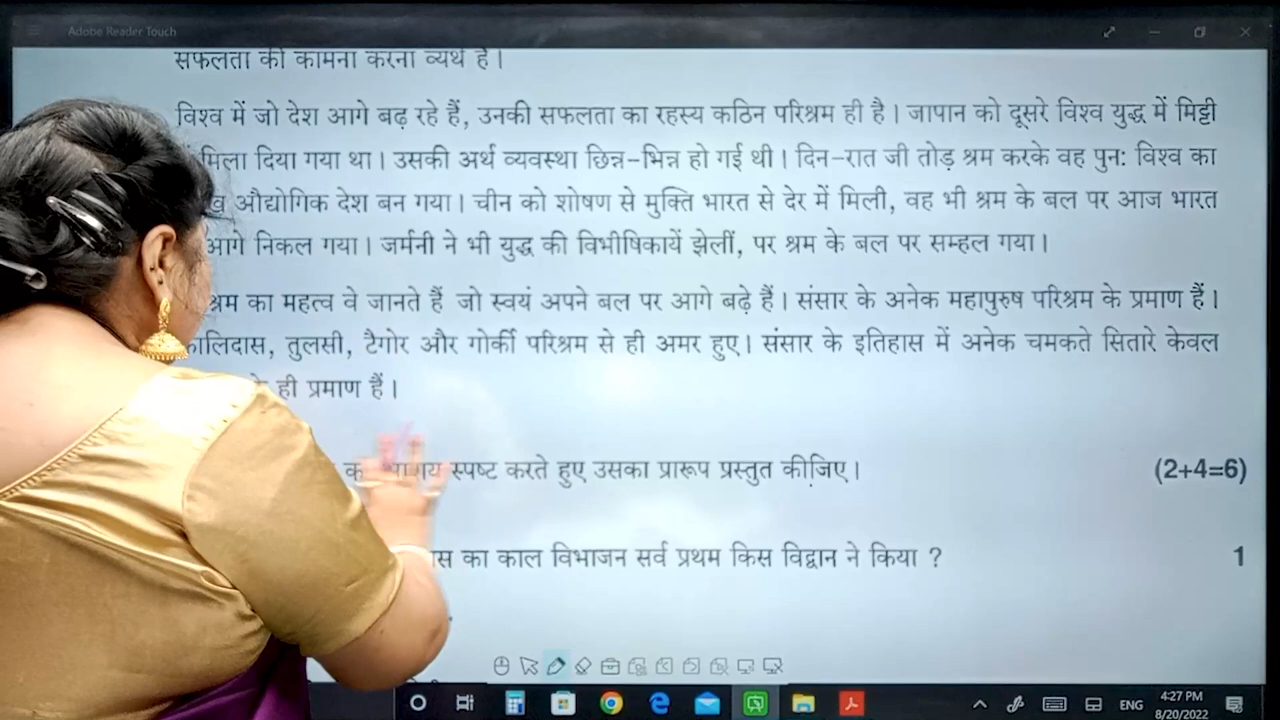 Adobe Reader Touch
सफलता की कामना करना व्यर्थ है।
विश्व में जो देश आगे बढ़ रहे हैं, उनकी सफलता का रहस्य कठिन परिश्रम ही है। जापान को दूसरे विश्व युद्ध में मिट्टी
मिला दिया गया था। उसकी अर्थ व्यवस्था छिन्न-भिन्न हो गई थी। दिन-रात जी तोड़ श्रम करके वह पुन: विश्व का
औद्योगिक देश बन गया। चीन को शोषण से मुक्ति भारत से देर में मिली, वह भी श्रम के बल पर आज भारत
आगे निकल गया। जर्मनी ने भी युद्ध की विभीषिकायें झेलीं, पर श्रम के बल पर सम्हल गया।
श्रम का महत्व वे जानते हैं जो स्वयं अपने बल पर आगे बढ़े हैं। संसार के अनेक महापुरुष परिश्रम के प्रमाण हैं।
कालिदास, तुलसी, टैगोर और गोर्की परिश्रम से ही अमर हुए। संसार के इतिहास में अनेक चमकते सितारे केवल
ही प्रमाण हैं।
स्पष्ट करते हुए उसका प्रारूप प्रस्तुत कीजिए। (2+4=6)
का काल विभाजन सर्व प्रथम किस विद्वान ने किया ? 1
ENG
4:27 PM
8/20/2022